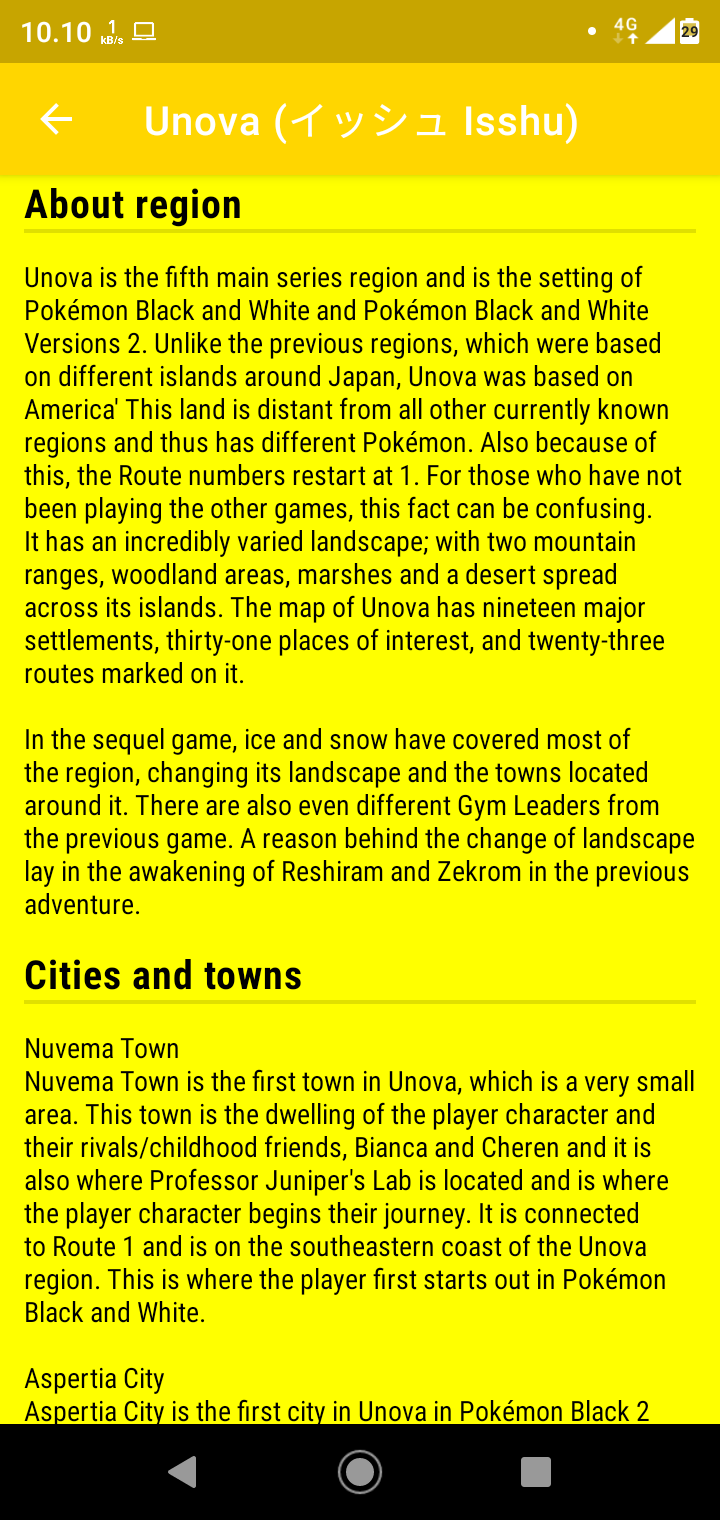 10.10 1 kB/s 4G 29
Unova (イッシュ Isshu)
About region
Unova is the fifth main series region and is the setting of
Pokémon Black and White and Pokémon Black and White
Versions 2. Unlike the previous regions, which were based
on different islands around Japan, Unova was based on
America' This land is distant from all other currently known
regions and thus has different Pokémon. Also because of
this, the Route numbers restart at 1. For those who have not
been playing the other games, this fact can be confusing.
It has an incredibly varied landscape; with two mountain
ranges, woodland areas, marshes and a desert spread
across its islands. The map of Unova has nineteen major
settlements, thirty-one places of interest, and twenty-three
routes marked on it.
In the sequel game, ice and snow have covered most of
the region, changing its landscape and the towns located
around it. There are also even different Gym Leaders from
the previous game. A reason behind the change of landscape
lay in the awakening of Reshiram and Zekrom in the previous
adventure.
Cities and towns
Nuvema Town
Nuvema Town is the first town in Unova, which is a very small
area. This town is the dwelling of the player character and
their rivals/childhood friends, Bianca and Cheren and it is
also where Professor Juniper's Lab is located and is where
the player character begins their journey. It is connected
to Route 1 and is on the southeastern coast of the Unova
region. This is where the player first starts out in Pokémon
Black and White.
Aspertia City
Aspertia City is the first city in Unova in Pokémon Black 2